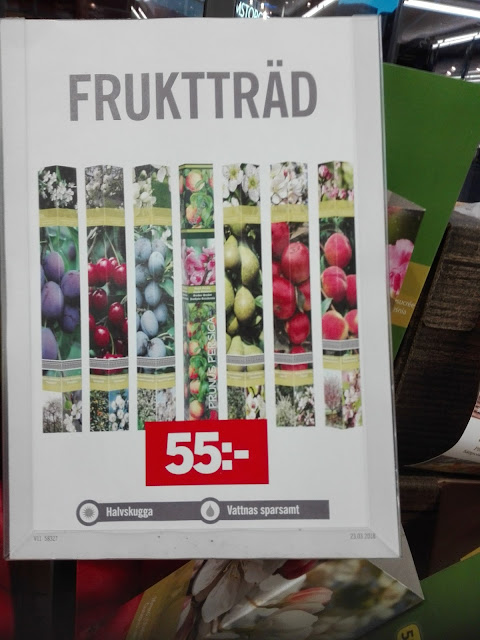 FRUKTTRÄD
PRUNUS PERSICA
55:-
Halvskugga
Vattnas sparsamt